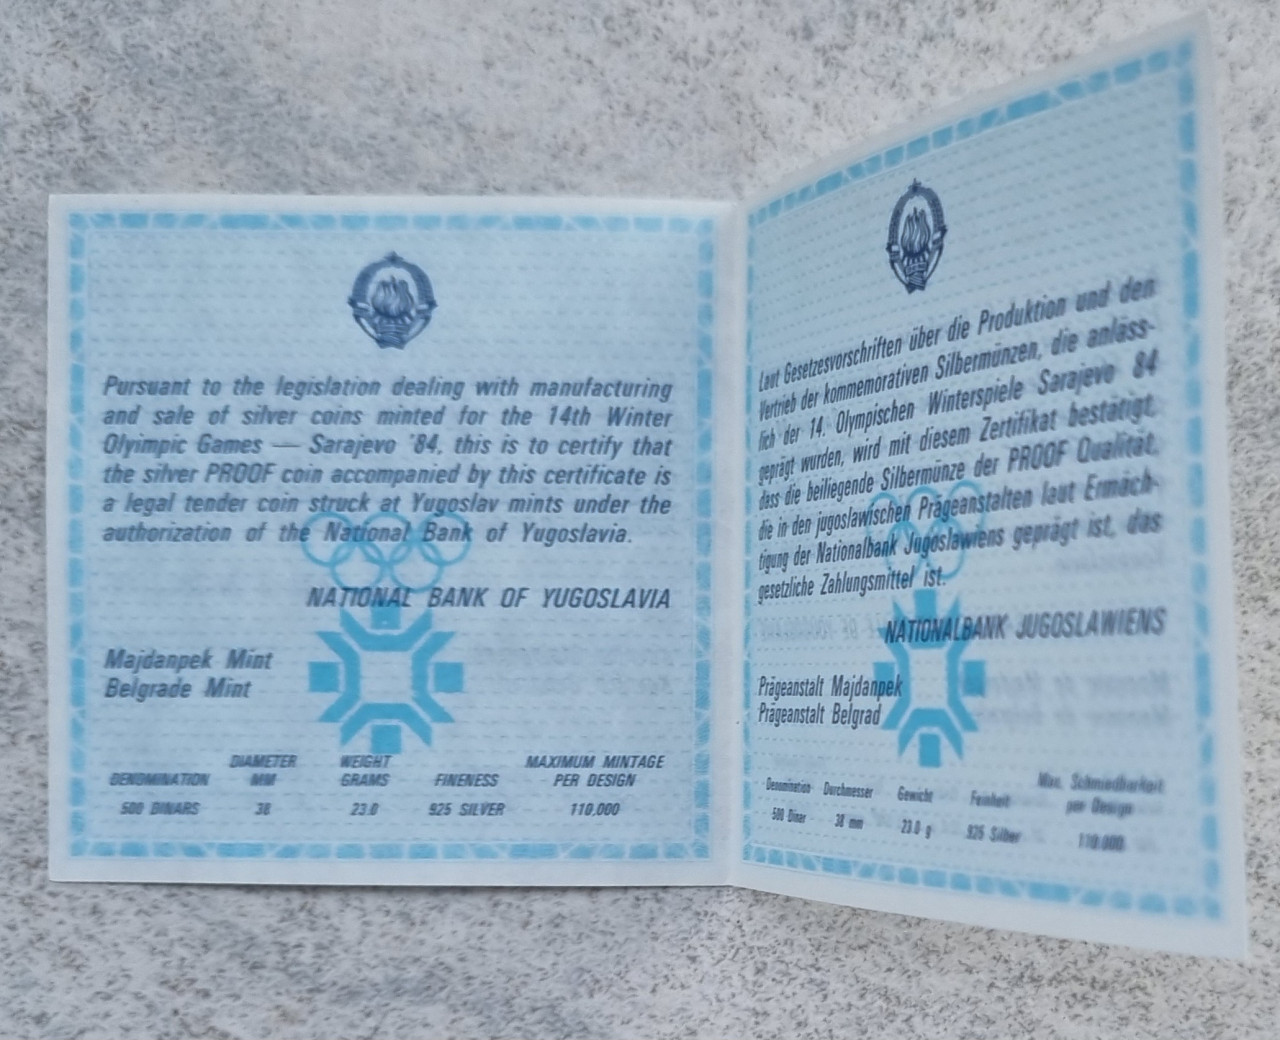 Pursuant to the legislation dealing with manufacturing
and sale of silver coins minted for the 14th Winter
Olyimpic Games — Sarajevo '84, this is to certify that
the silver PROOF coin accompanied by this certificate is
a legal tender coin struck at Yugoslav mints under the
authorization of the National Bank of Yugoslavia.
NATIONAL BANK OF YUGOSLAVIA
Majdanpek Mint
Belgrade Mint
DENOMINATION DIAMETER MM WEIGHT GRAMS FINENESS MAXIMUM MINTAGE PER DESIGN
500 DINARS 38 23.0 925 SILVER 110,000
Laut Gesetzesvorschriften über die Produktion und den
Vertrieb der kommemorativen Silbermünzen, die anläss-
lich der 14. Olympischen Winterspiele Sarajevo 84
geprägt wurden, wird mit diesem Zertifikat bestätigt,
dass die beiliegende Silbermünze der PROOF Qualität,
die in den jugoslawischen Prägeanstalten laut Ermäch-
tigung der Nationalbank Jugoslawiens geprägt ist, das
gesetzliche Zahlungsmittel ist.
NATIONALBANK JUGOSLAWIENS
Prägeanstalt Majdanpek
Prägeanstalt Belgrad
Denomination Durchmesser Gewicht Feinheit Max. Schmiedbarkeit per Design
500 Dinar 38 mm 23.0 g 925 Silber 110.000